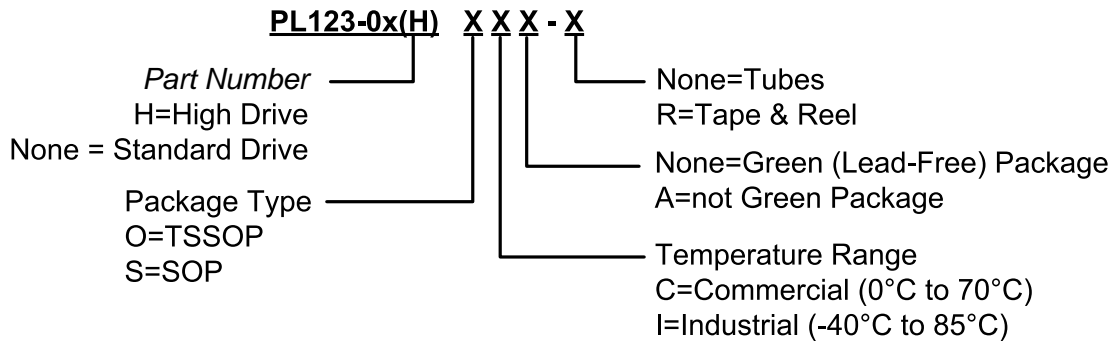 PL123-0x(H) X X X - X
Part Number
H=High Drive
None = Standard Drive
Package Type
O=TSSOP
S=SOP
None=Tubes
R=Tape & Reel
None=Green (Lead-Free) Package
A=not Green Package
Temperature Range
C=Commercial (0°C to 70°C)
I=Industrial (-40°C to 85°C)